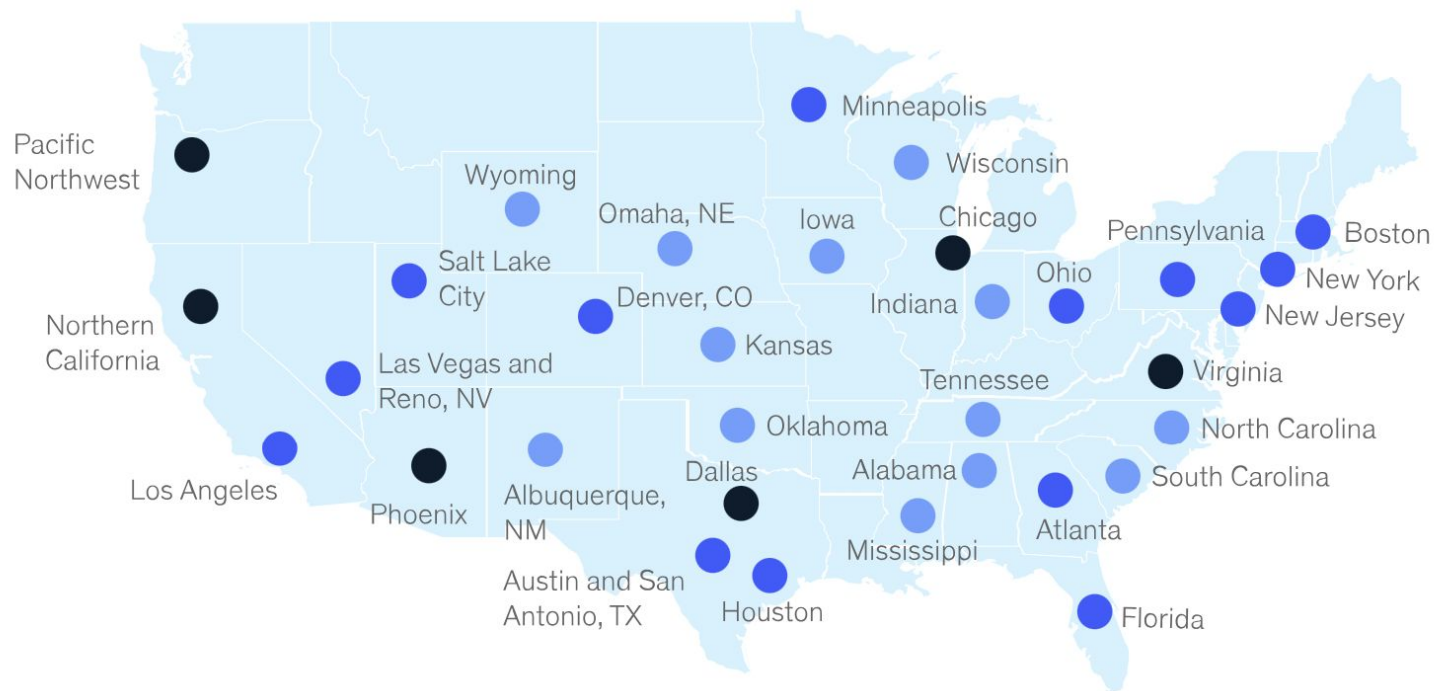 Minneapolis
Pacific
Northwest
Wisconsin
Wyoming
Omaha, NE
Iowa
Chicago
Pennsylvania
Boston
Salt Lake
City
Denver, CO
Indiana
Ohio
New York
New Jersey
Northern
California
Las Vegas and
Reno, NV
Kansas
Tennessee
Virginia
Los Angeles
Phoenix
Albuquerque,
NM
Oklahoma
Dallas
Alabama
North Carolina
South Carolina
Mississippi
Atlanta
Austin and San
Antonio, TX
Houston
Florida